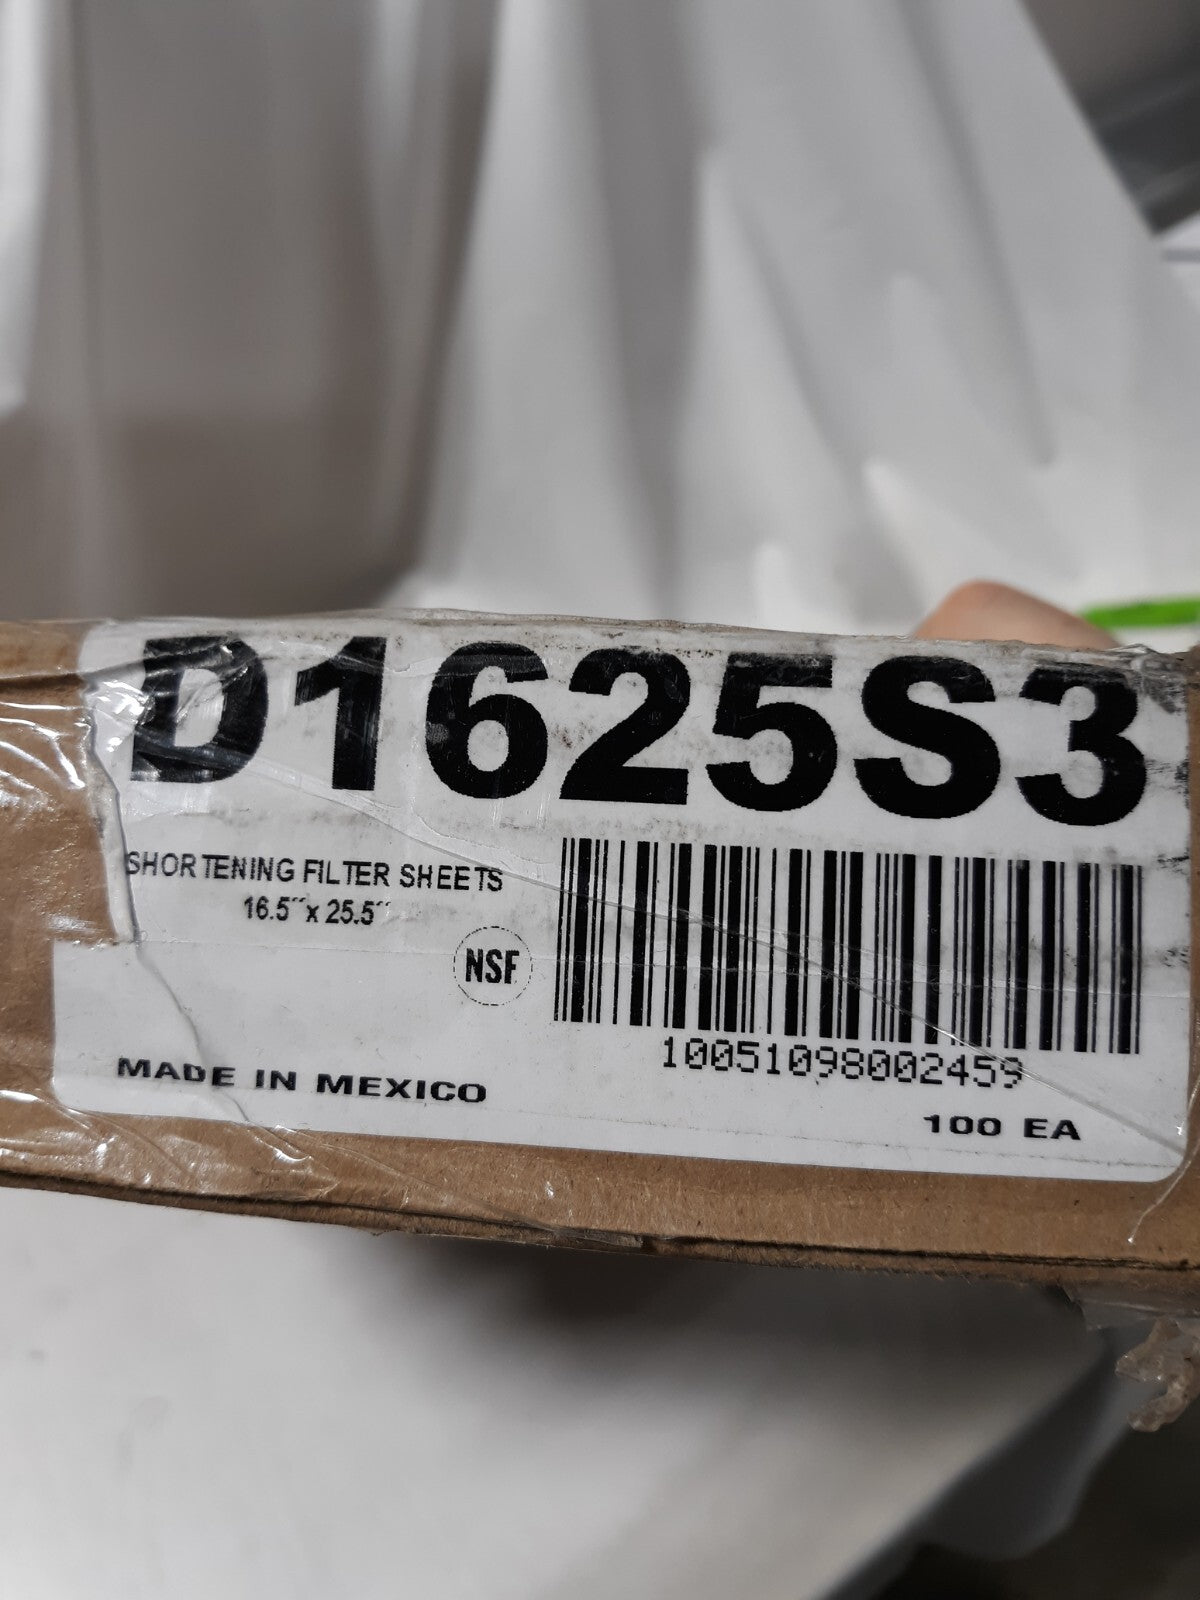 D1625S3
SHORTENING FILTER SHEETS
16.5" x 25.5"
NSF
10051098002459
MADE IN MEXICO
100 EA